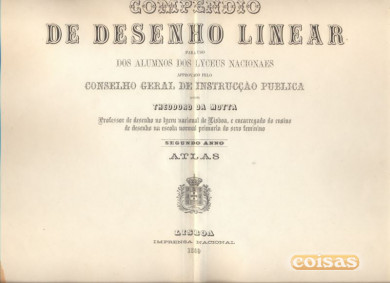 COMPENDIO
DE DESENHO LINEAR
PARA USO
DOS ALUMNOS DOS LYCEUS NACIONAES
APPROVADO PELO
CONSELHO GERAL DE INSTRUCÇÃO PUBLICA
POR
THEODORO DA MOTTA
Professor de desenho no lyceu nacional de Lisboa, e encarregado do ensino
de desenho na escola normal primaria do sexo feminino
SEGUNDO ANNO
ATLAS
LISBOA
IMPRENSA NACIONAL
coisas